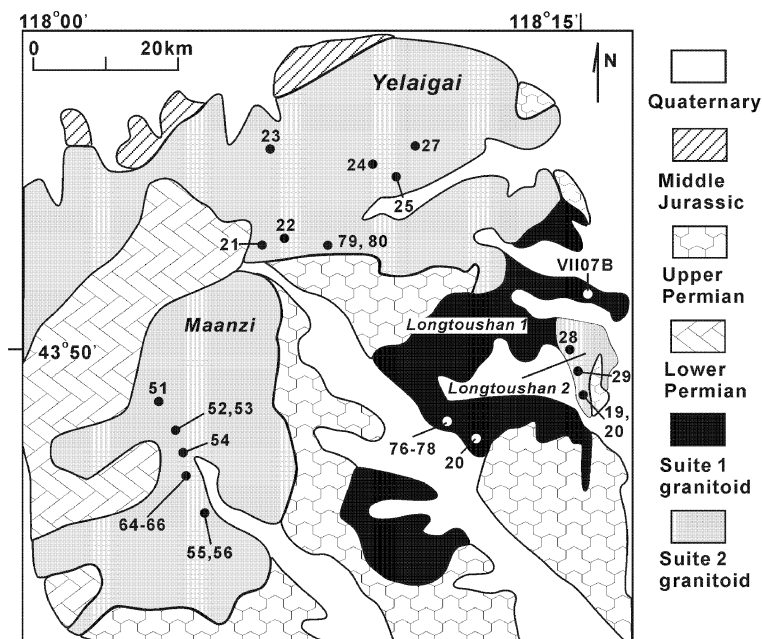 118°00'
118°15'
0 20km
N
Yelaigai
23
27
24
25
22
21
79, 80
VII07B
Maanzi
Longtoushan 1
28
43°50'
29
Longtoushan 2
51
19,
20
52,53
54
76-78
20
64-66
55,56
Quaternary
Middle
Jurassic
Upper
Permian
Lower
Permian
Suite 1
granitoid
Suite 2
granitoid